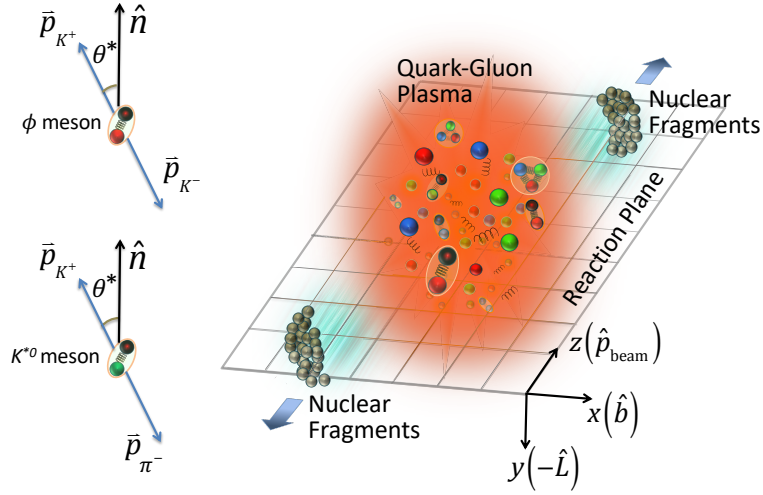 p⃗_{K⁺}
n̂
θ*
ϕ meson
p⃗_{K⁻}
p⃗_{K⁺}
n̂
θ*
K*⁰ meson
p⃗_{π⁻}
Quark-Gluon
Plasma
Nuclear
Fragments
Reaction Plane
z(p̂_{beam})
x(b̂)
y(−L̂)
Nuclear
Fragments